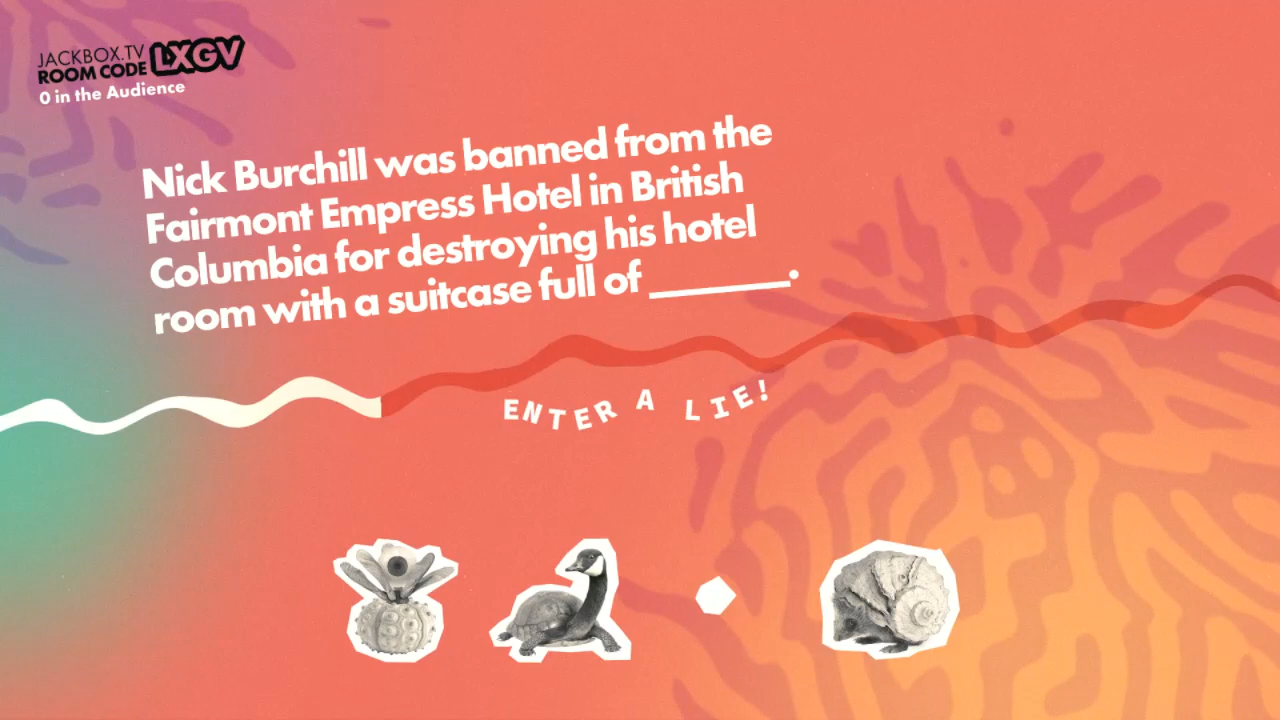 JACKBOX.TV
ROOM CODE LXGV
0 in the Audience
Nick Burchill was banned from the
Fairmont Empress Hotel in British
Columbia for destroying his hotel
room with a suitcase full of ________.
ENTER A LIE!